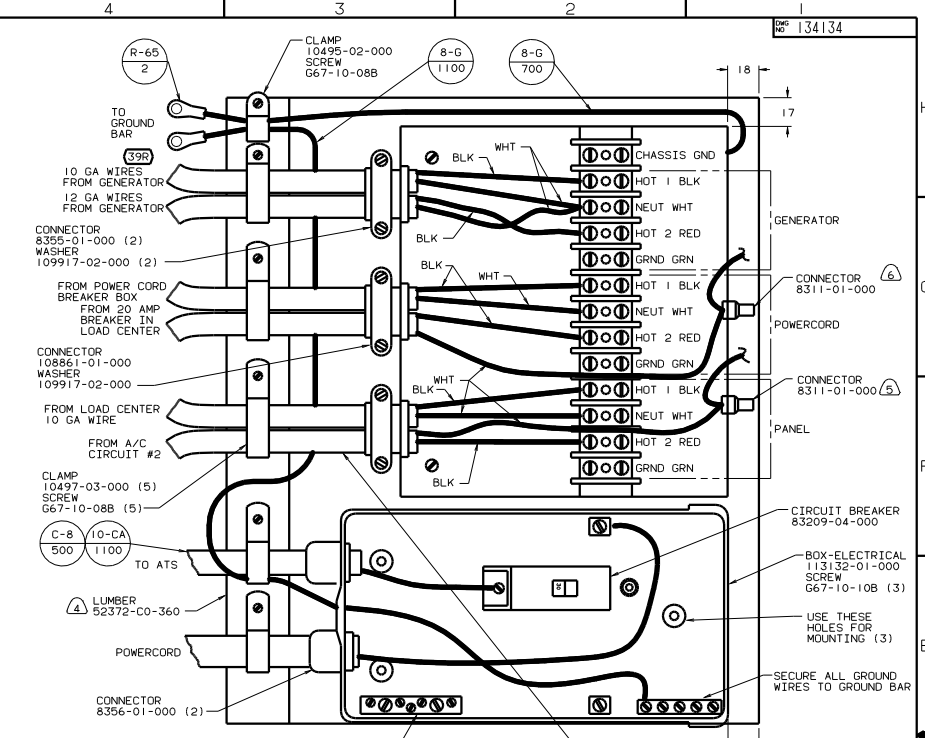 4 3 2 1
DWG NO 134134
R-65
2
CLAMP
10495-02-000
SCREW
G67-10-08B
8-G
1100
8-G
700
18
17
H
TO
GROUND
BAR
39R
10 GA WIRES
FROM GENERATOR
12 GA WIRES
FROM GENERATOR
CONNECTOR
8355-01-000 (2)
WASHER
109917-02-000 (2)
BLK
WHT
BLK
CHASSIS GND
HOT 1 BLK
NEUT WHT
HOT 2 RED
GRND GRN
GENERATOR
FROM POWER CORD
BREAKER BOX
FROM 20 AMP
BREAKER IN
LOAD CENTER
CONNECTOR
108861-01-000
WASHER
109917-02-000
BLK
WHT
HOT 1 BLK
NEUT WHT
HOT 2 RED
GRND GRN
POWERCORD
CONNECTOR
8311-01-000
6
FROM LOAD CENTER
10 GA WIRE
FROM A/C
CIRCUIT #2
CLAMP
10497-03-000 (5)
SCREW
G67-10-08B (5)
WHT
BLK
BLK
HOT 1 BLK
NEUT WHT
HOT 2 RED
GRND GRN
PANEL
CONNECTOR
8311-01-000
5
F
C-8
500
10-CA
1100
TO ATS
4
LUMBER
52372-C0-360
POWERCORD
CONNECTOR
8356-01-000 (2)
CIRCUIT BREAKER
83209-04-000
BOX-ELECTRICAL
113132-01-000
SCREW
G67-10-10B (3)
USE THESE
HOLES FOR
MOUNTING (3)
E
SECURE ALL GROUND
WIRES TO GROUND BAR